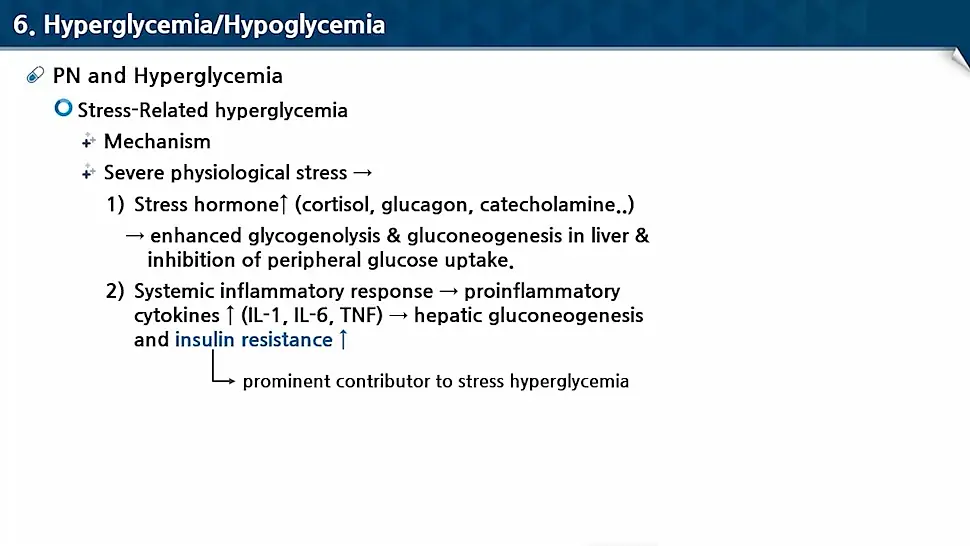 6. Hyperglycemia/Hypoglycemia
PN and Hyperglycemia
Stress-Related hyperglycemia
Mechanism
Severe physiological stress →
1) Stress hormone↑ (cortisol, glucagon, catecholamine..)
→ enhanced glycogenolysis & gluconeogenesis in liver &
inhibition of peripheral glucose uptake.
2) Systemic inflammatory response → proinflammatory
cytokines ↑ (IL-1, IL-6, TNF) → hepatic gluconeogenesis
and insulin resistance ↑
prominent contributor to stress hyperglycemia